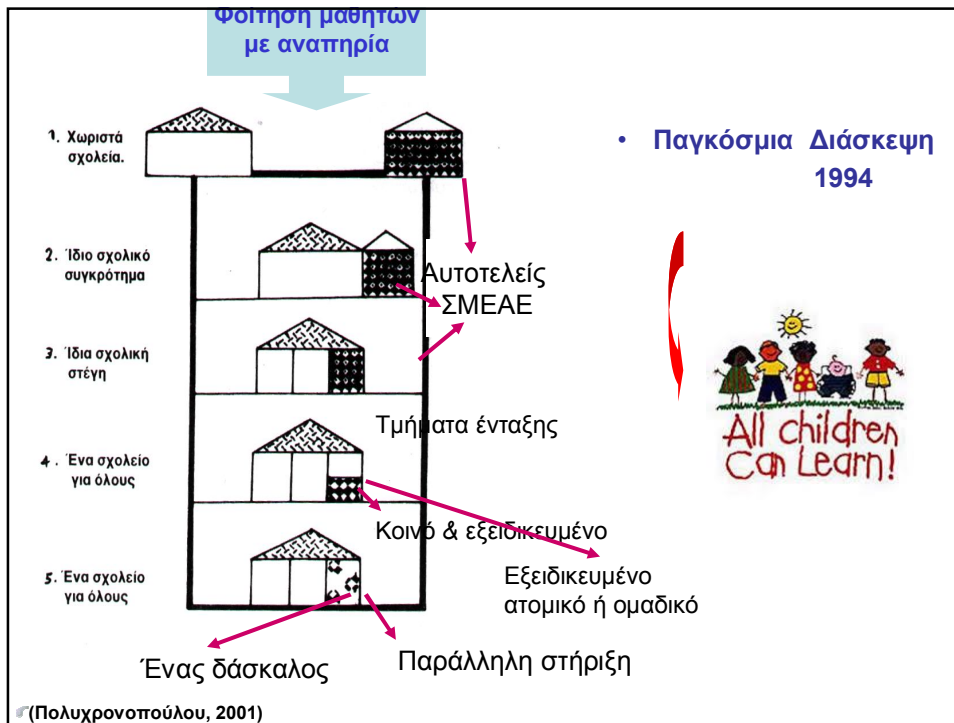 Φοίτηση μαθητών
με αναπηρία
1. Χωριστά
σχολεία.
• Παγκόσμια Διάσκεψη
1994
2. Ίδιο σχολικό
συγκρότημα
Αυτοτελείς
ΣΜΕΑΕ
3. Ίδια σχολική
στέγη
Τμήματα ένταξης
All children
Can Learn!
4. Ένα σχολείο
για όλους
Κοινό & εξειδικευμένο
Εξειδικευμένο
ατομικό ή ομαδικό
5. Ένα σχολείο
για όλους
Ένας δάσκαλος
Παράλληλη στήριξη
(Πολυχρονοπούλου, 2001)